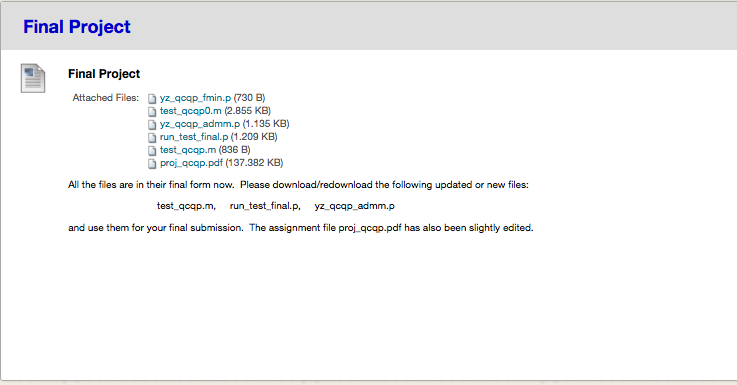 Final Project
Final Project
Attached Files: yz_qcqp_fmin.p (730 B)
test_qcqp0.m (2.855 KB)
yz_qcqp_admm.p (1.135 KB)
run_test_final.p (1.209 KB)
test_qcqp.m (836 B)
proj_qcqp.pdf (137.382 KB)
All the files are in their final form now.  Please download/redownload the following updated or new files:
test_qcqp.m,    run_test_final.p,    yz_qcqp_admm.p
and use them for your final submission.  The assignment file proj_qcqp.pdf has also been slightly edited.